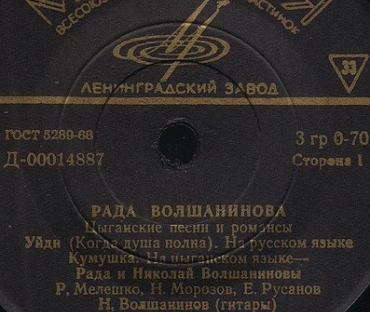 ЛЕНИНГРАДСКИЙ ЗАВОД
33
ГОСТ 5289-68
3 гр 0-70
Д-00014887
Сторона 1
РАДА ВОЛШАНИНОВА
Цыганские песни и романсы
Уйди (Когда душа полна). На русском языке
Кумушка. На цыганском языке—
Рада и Николай Волшаниновы
Р. Мелешко, Н. Морозов, Е. Русанов
Н. Волшанинов (гитары)